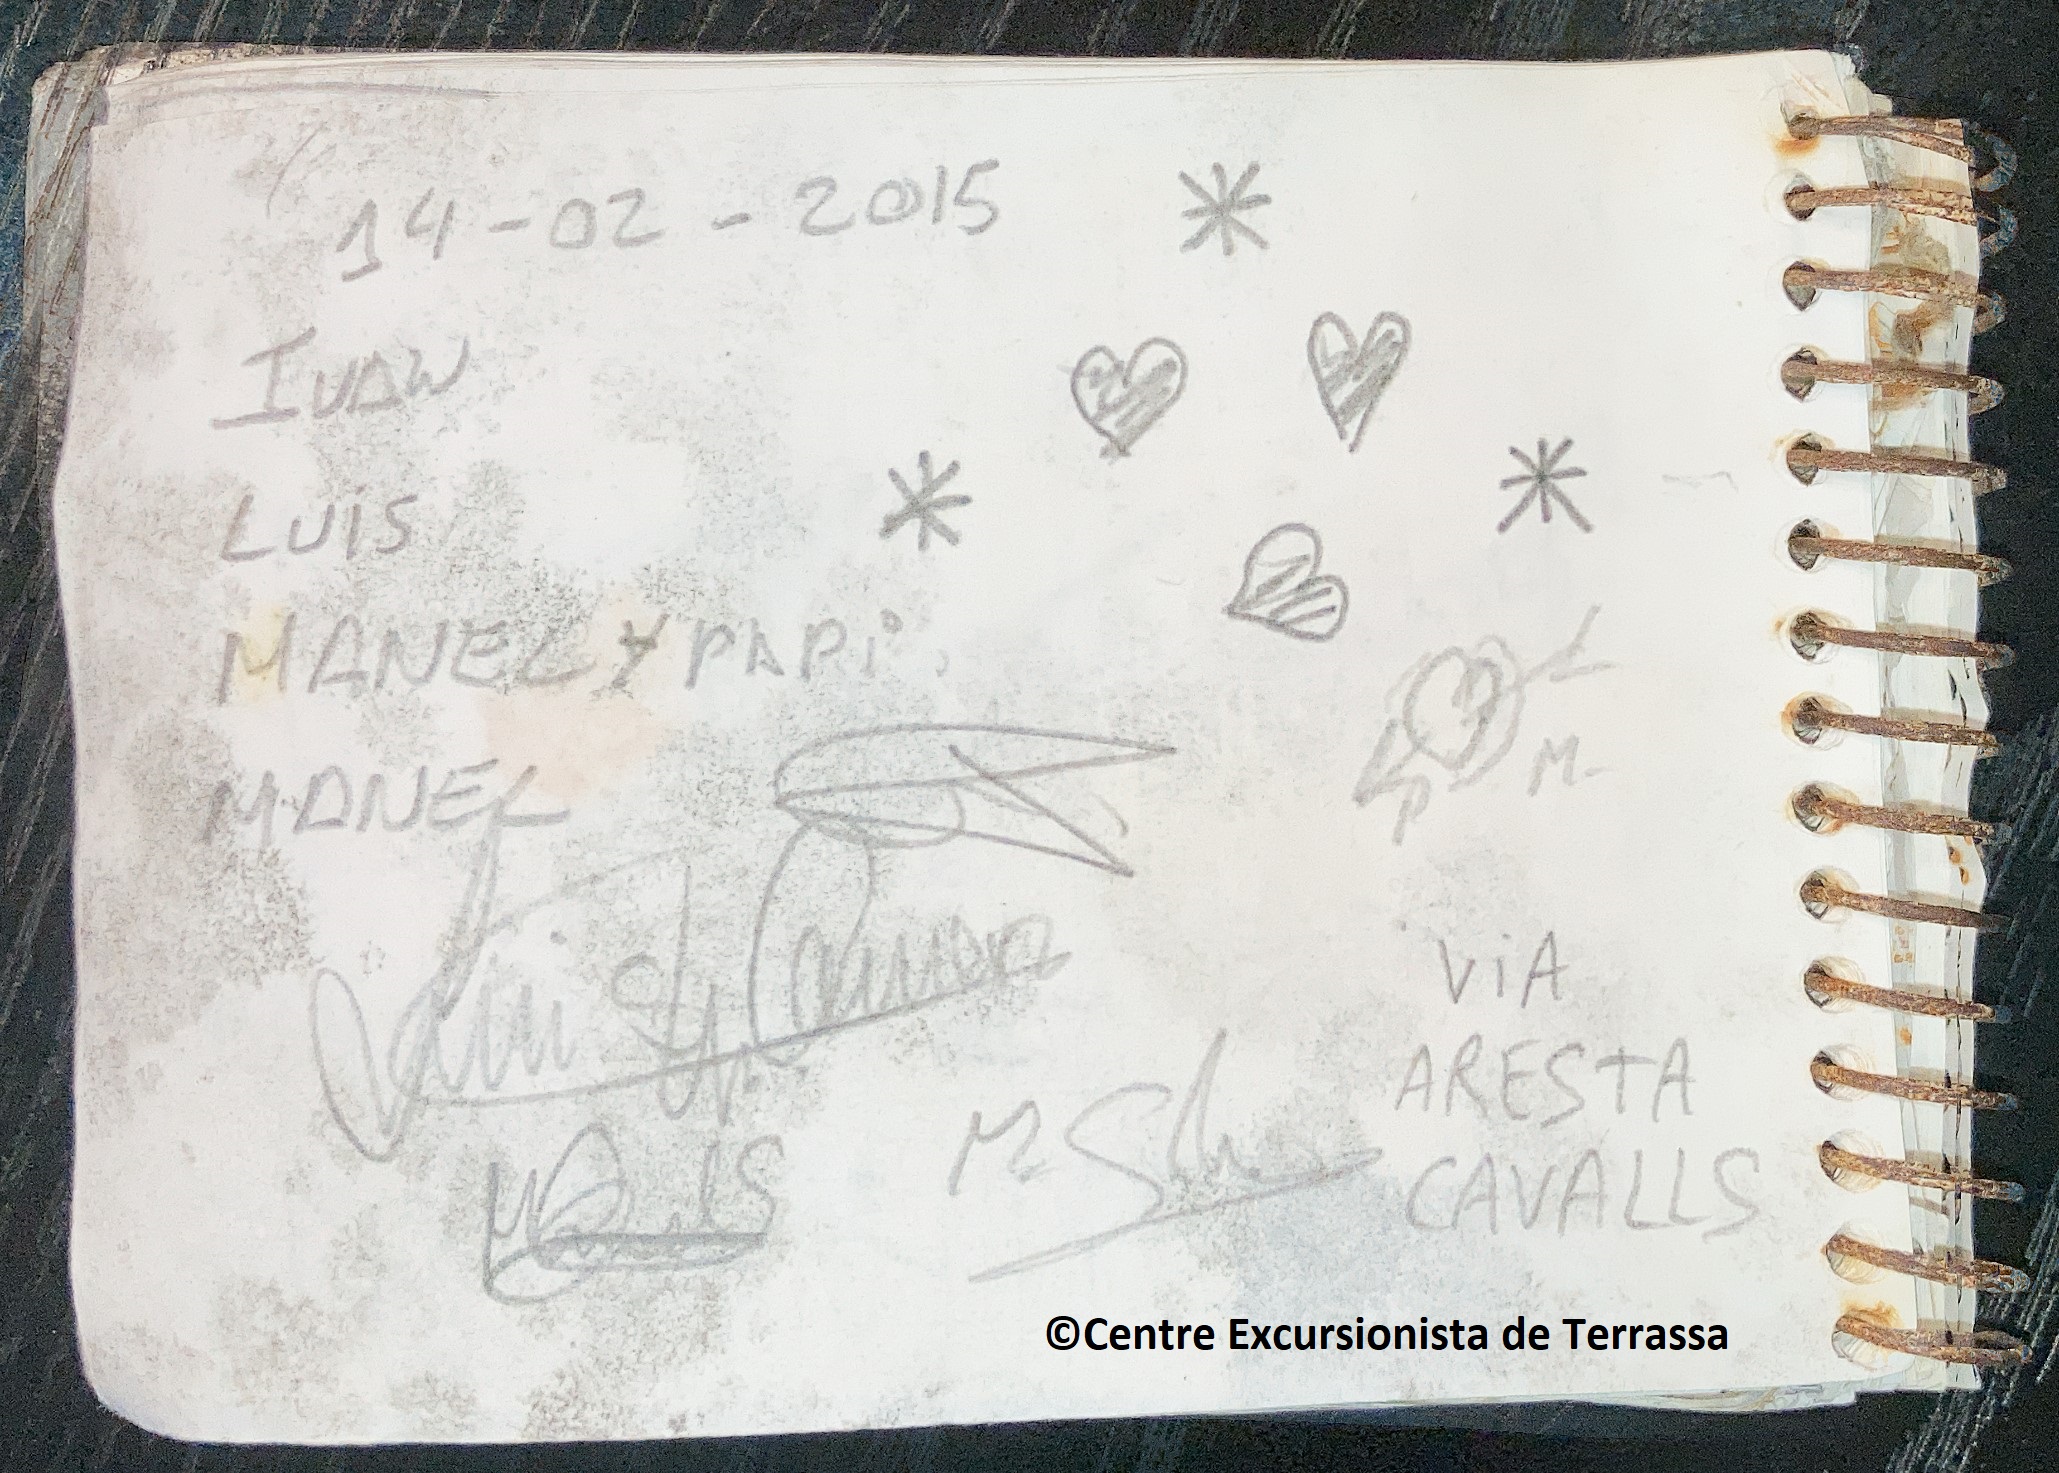 14-02-2015
IVAN
LUIS
MANEL Y PAPi
MANEL
M.
ViA
ARESTA
CAVALLS
©Centre Excursionista de Terrassa